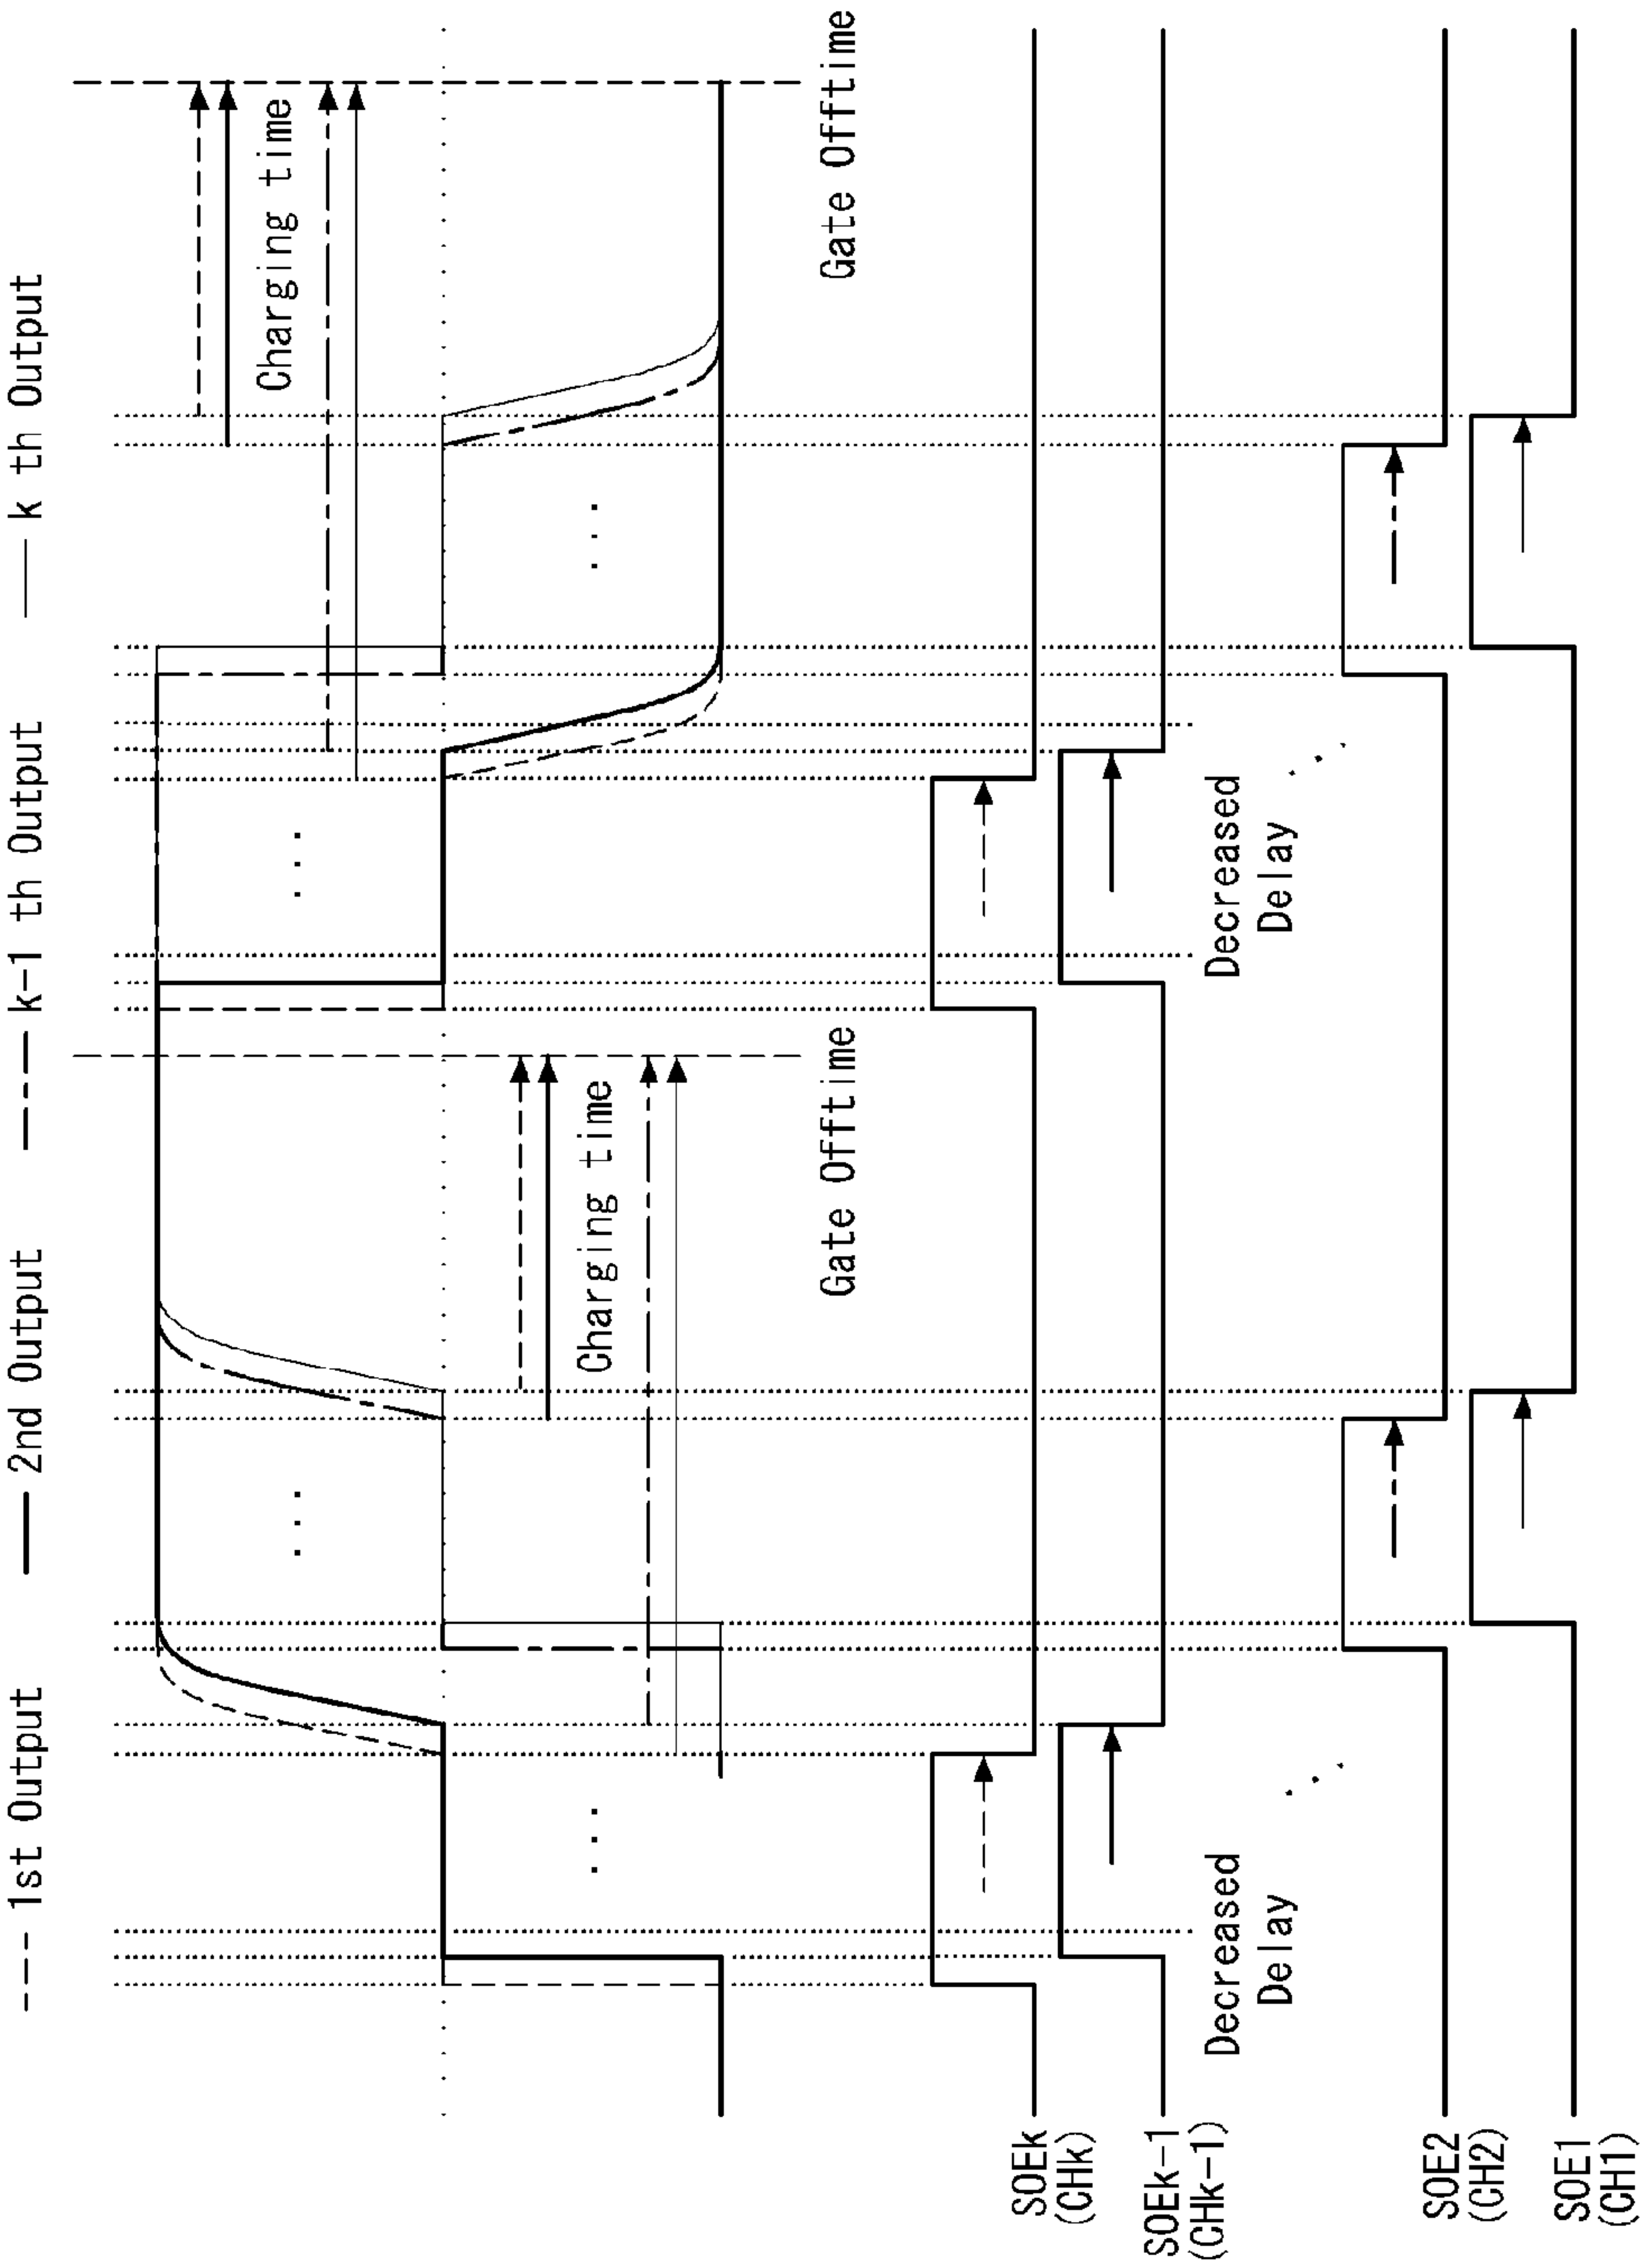 --- 1st Output
— 2nd Output
—--— k-1 th Output
— k th Output
Charging time
Charging time
Gate Offtime
Gate Offtime
SOEk
(CHk)
SOEk-1
(CHk-1)
Decreased
Delay
Decreased
Delay
SOE2
(CH2)
SOE1
(CH1)